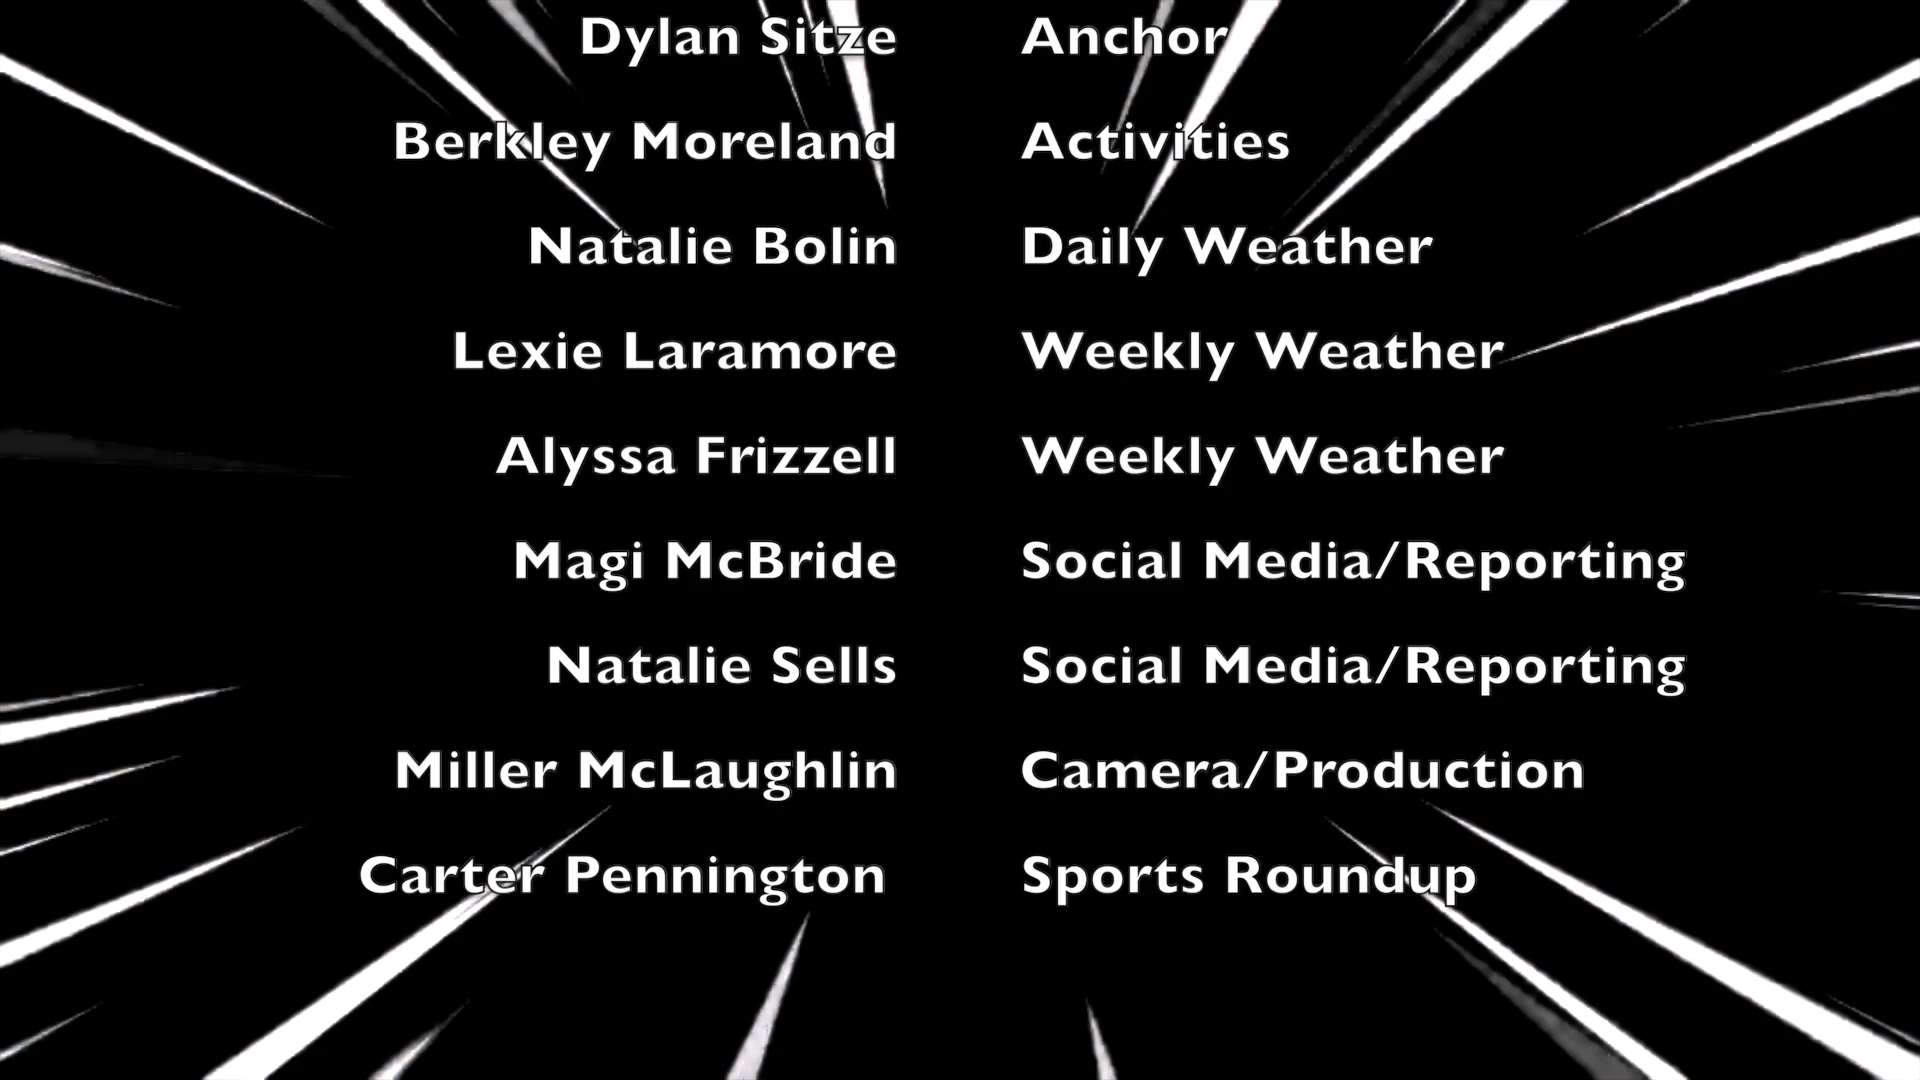 Dylan Sitze Anchor
Berkley Moreland Activities
Natalie Bolin Daily Weather
Lexie Laramore Weekly Weather
Alyssa Frizzell Weekly Weather
Magi McBride Social Media/Reporting
Natalie Sells Social Media/Reporting
Miller McLaughlin Camera/Production
Carter Pennington Sports Roundup